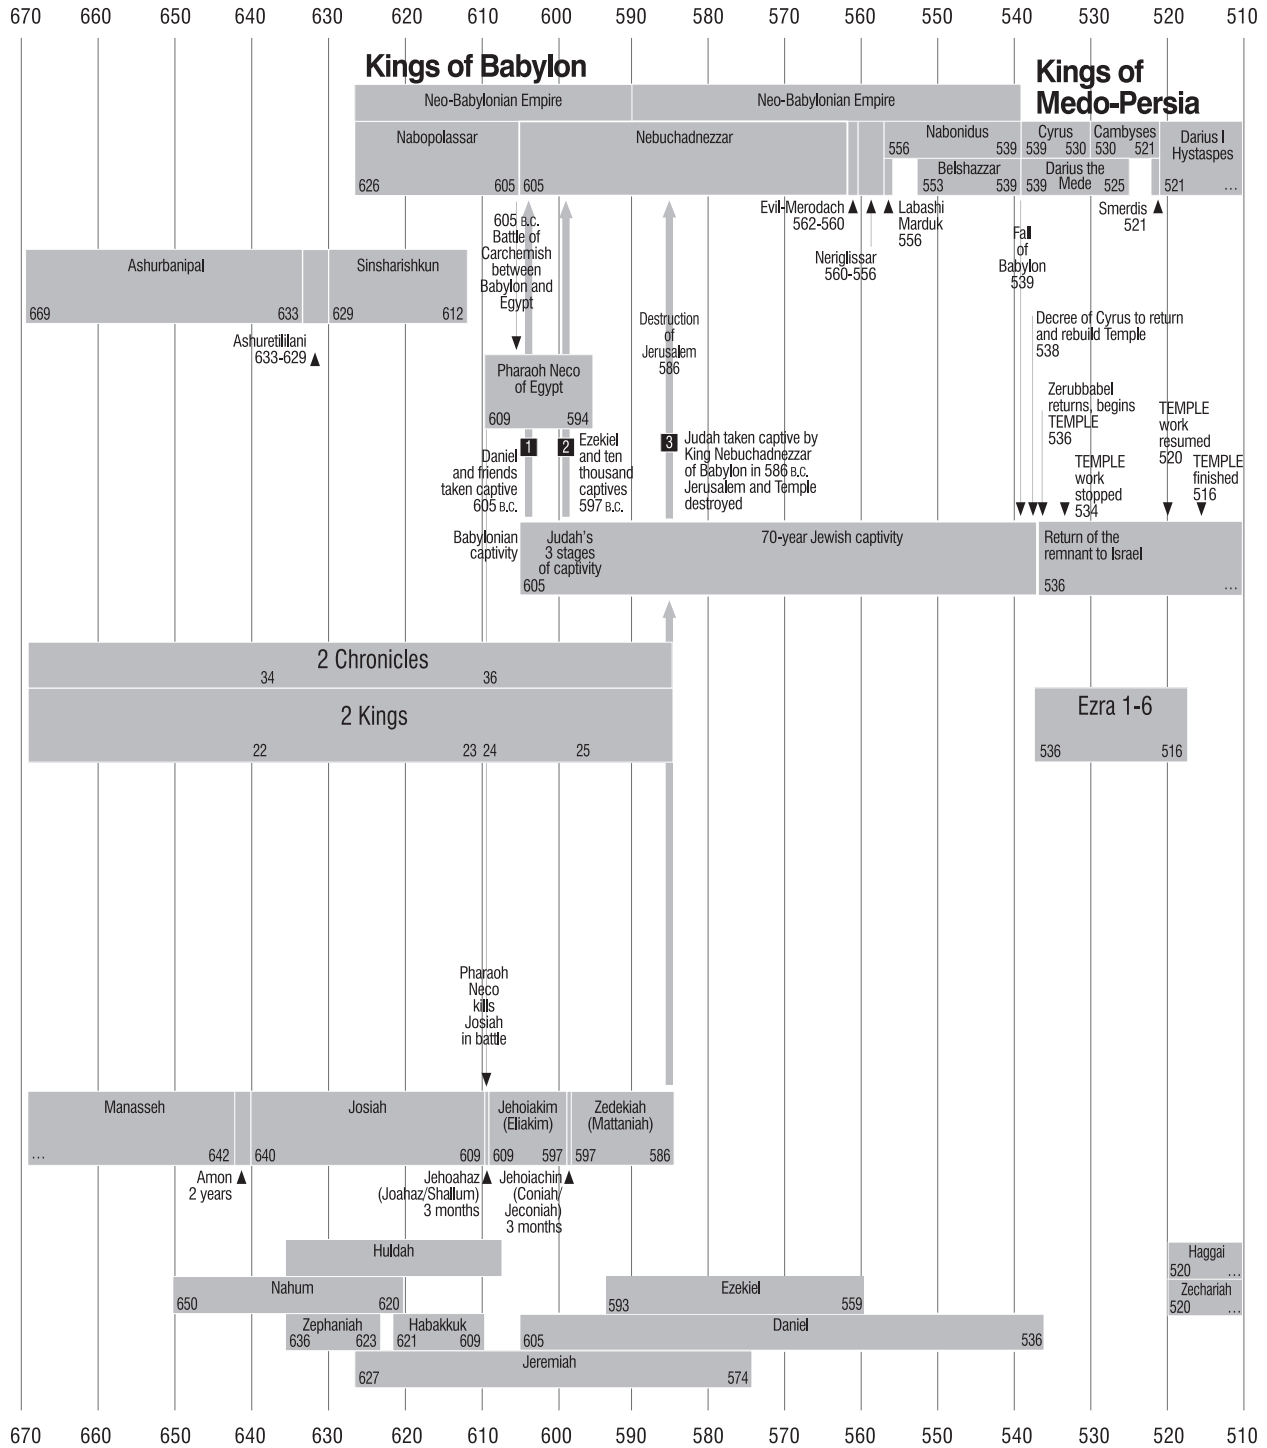 670 660 650 640 630 620 610 600 590 580 570 560 550 540 530 520 510
Kings of Babylon
Kings of
Medo-Persia
Neo-Babylonian Empire
Neo-Babylonian Empire
Nabopolassar
626 605
Nebuchadnezzar
605
Nabonidus
556 539
Belshazzar
553 539
Cyrus
539 530
Cambyses
530 521
Darius the
Mede
539 525
Darius I
Hystaspes
521 ...
Evil-Merodach
562-560
Neriglissar
560-556
Labashi
Marduk
556
Smerdis
521
605 B.C.
Battle of
Carchemish
between
Babylon and
Egypt
Fall
of
Babylon
539
Ashurbanipal
669 633
Sinsharishkun
629 612
Ashuretililani
633-629
Destruction
of
Jerusalem
586
Decree of Cyrus to return
and rebuild Temple
538
Pharaoh Neco
of Egypt
609 594
Zerubbabel
returns, begins
TEMPLE
536
TEMPLE
work
resumed
520
TEMPLE
work
stopped
534
TEMPLE
finished
516
1
Daniel
and friends
taken captive
605 B.C.
2
Ezekiel
and ten
thousand
captives
597 B.C.
3
Judah taken captive by
King Nebuchadnezzar
of Babylon in 586 B.C.
Jerusalem and Temple
destroyed
Babylonian
captivity
Judah's
3 stages
of captivity
605
70-year Jewish captivity
Return of the
remnant to Israel
536 ...
2 Chronicles
34 36
2 Kings
22 23 24 25
Ezra 1-6
536 516
Pharaoh
Neco
kills
Josiah
in battle
Manasseh
... 642
Josiah
640 609
Jehoiakim
(Eliakim)
609 597
Zedekiah
(Mattaniah)
597 586
Amon
2 years
Jehoahaz
(Joahaz/Shallum)
3 months
Jehoiachin
(Coniah/
Jeconiah)
3 months
Huldah
Haggai
520 ...
Nahum
650 620
Ezekiel
593 559
Zechariah
520 ...
Zephaniah
636 623
Habakkuk
621 609
Daniel
605 536
Jeremiah
627 574
670 660 650 640 630 620 610 600 590 580 570 560 550 540 530 520 510